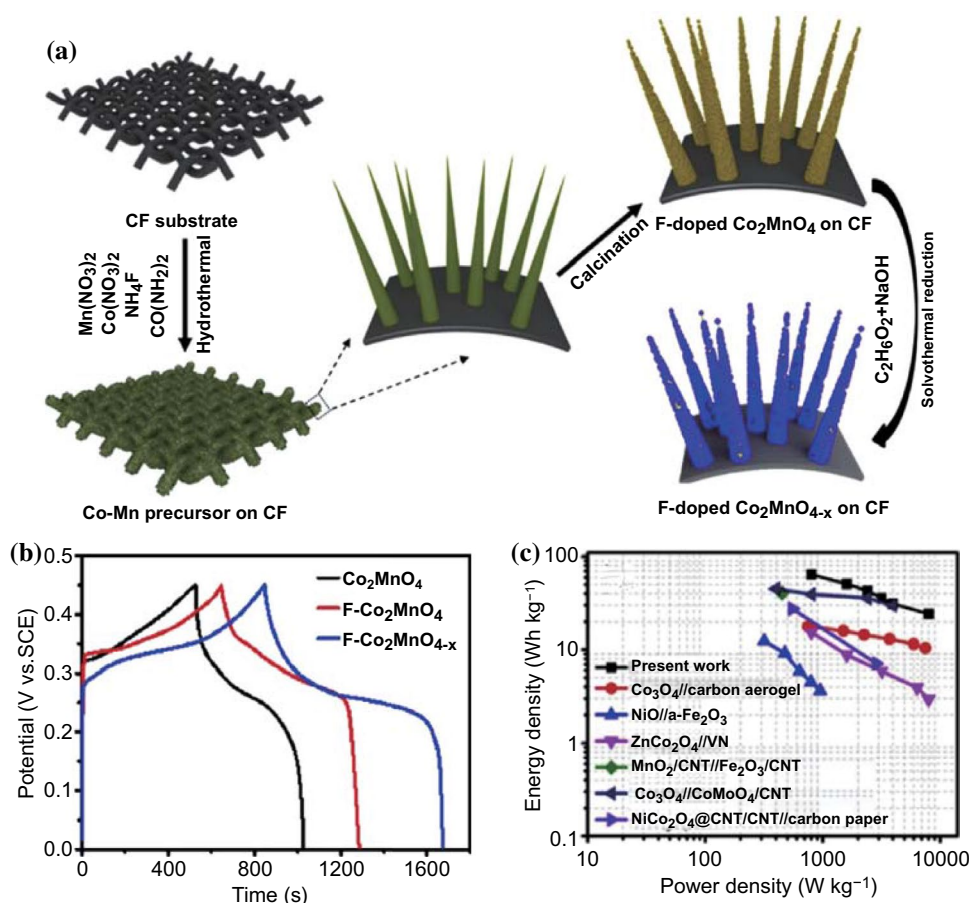 (a)
CF substrate
Mn(NO3)2
Co(NO3)2
NH4F
CO(NH2)2
Hydrothermal
Co-Mn precursor on CF
Calcination
F-doped Co2MnO4 on CF
C2H6O2+NaOH
Solvothermal reduction
F-doped Co2MnO4-x on CF
(b)
Potential (V vs.SCE)
0.5
0.4
0.3
0.2
0.1
0.0
Co2MnO4
F-Co2MnO4
F-Co2MnO4-x
0 400 800 1200 1600
Time (s)
(c)
Energy density (Wh kg-1)
100
10
1
0.1
Present work
Co3O4//carbon aerogel
NiO//a-Fe2O3
ZnCo2O4//VN
MnO2/CNT//Fe2O3/CNT
Co3O4//CoMoO4/CNT
NiCo2O4@CNT/CNT//carbon paper
10 100 1000 10000
Power density (W kg-1)